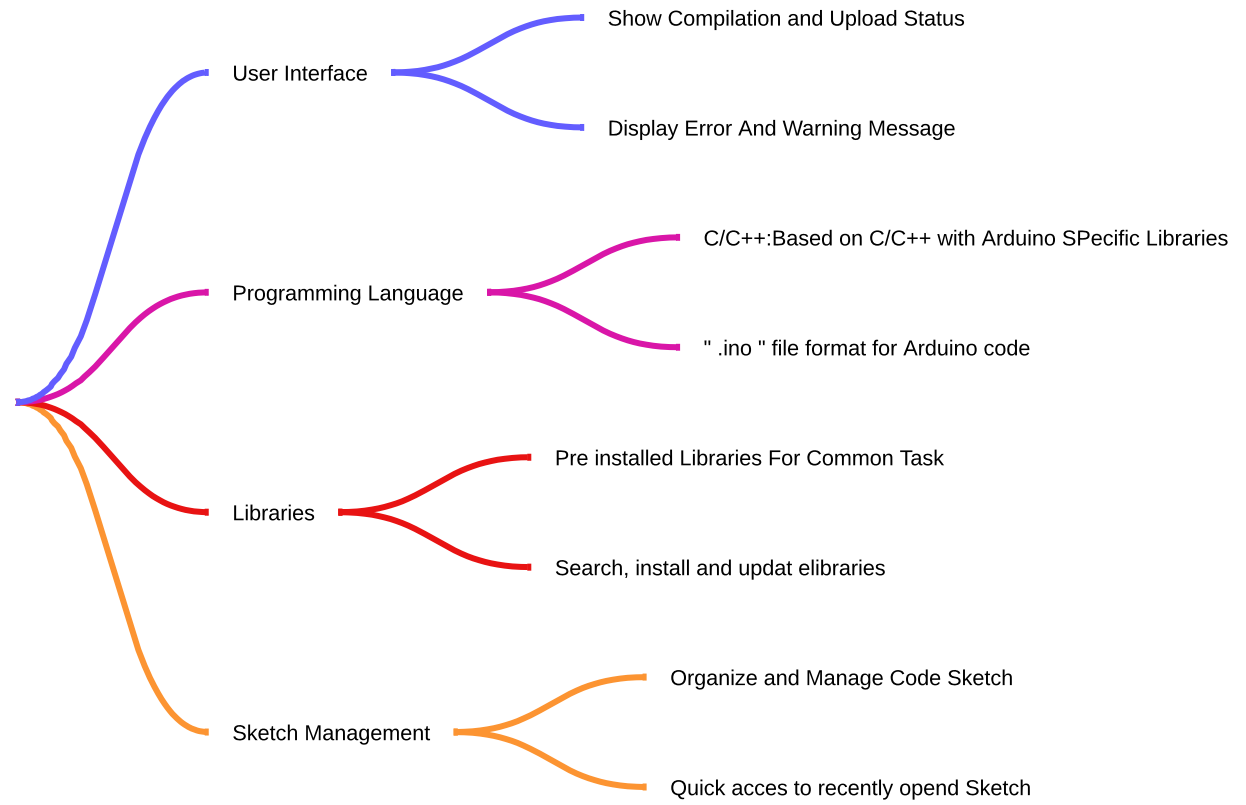 User Interface
Show Compilation and Upload Status
Display Error And Warning Message
Programming Language
C/C++:Based on C/C++ with Arduino SPecific Libraries
" .ino " file format for Arduino code
Libraries
Pre installed Libraries For Common Task
Search, install and updat elibraries
Sketch Management
Organize and Manage Code Sketch
Quick acces to recently opend Sketch